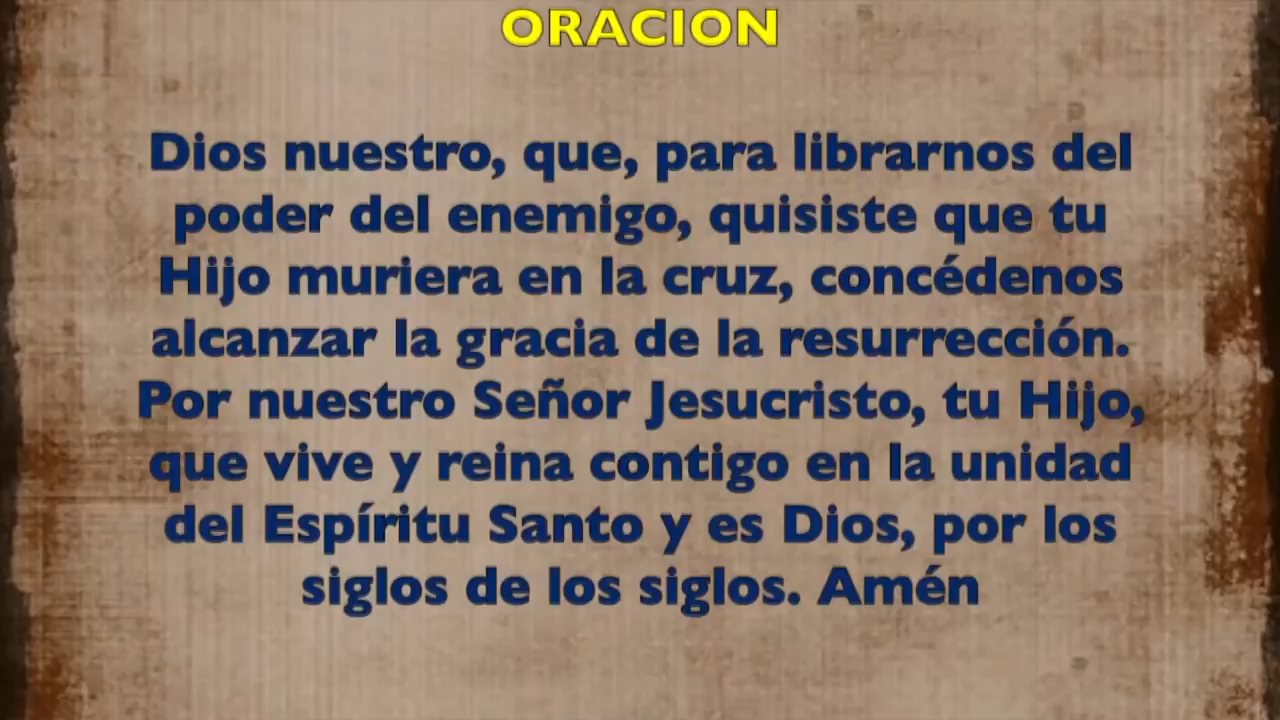 ORACION
Dios nuestro, que, para librarnos del
poder del enemigo, quisiste que tu
Hijo muriera en la cruz, concédenos
alcanzar la gracia de la resurrección.
Por nuestro Señor Jesucristo, tu Hijo,
que vive y reina contigo en la unidad
del Espíritu Santo y es Dios, por los
siglos de los siglos. Amén